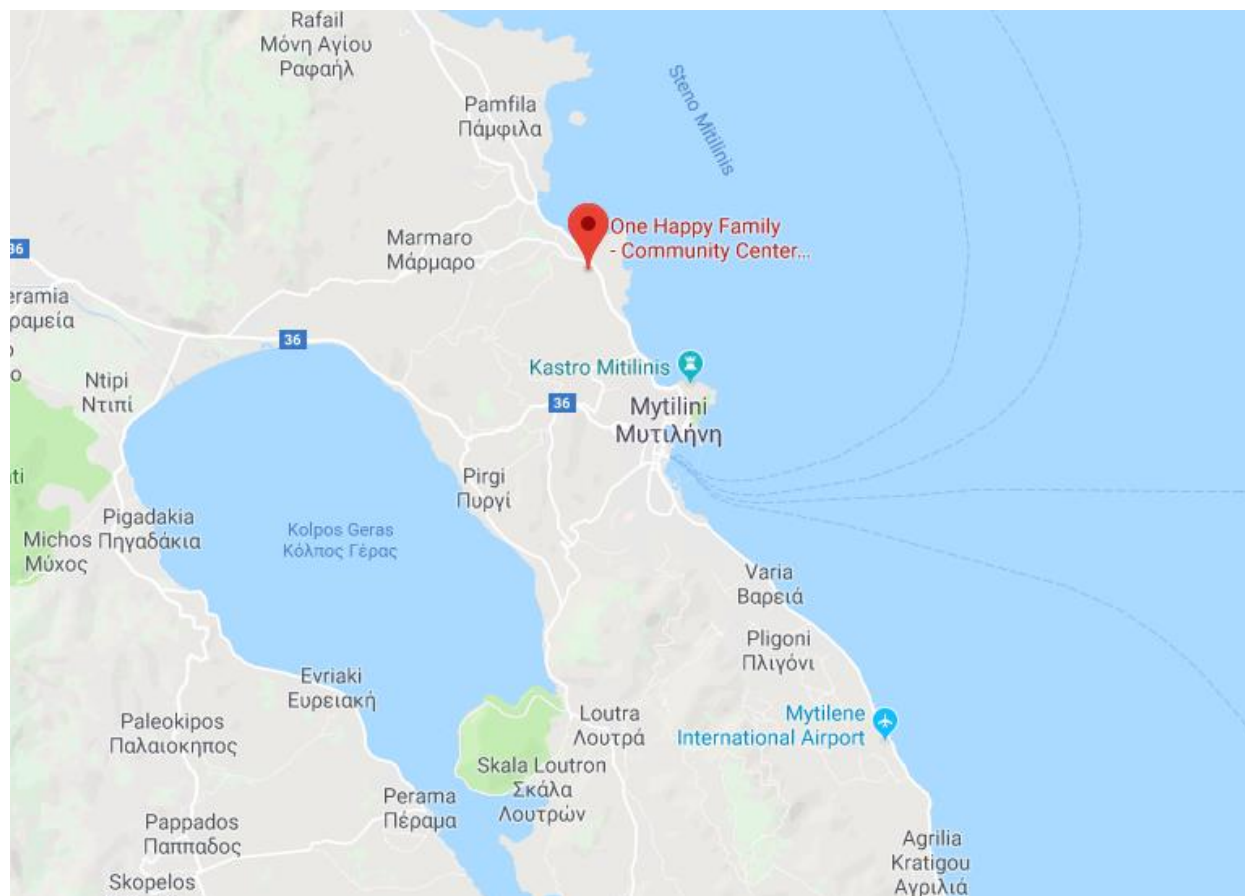 Rafail
Μόνη Αγίου
Ραφαήλ
Pamfila
Πάμφιλα
Steno Mitilinis
One Happy Family
- Community Center...
Marmaro
Μάρμαρο
36
eramia
ραμεία
ο
36
Kastro Mitilinis
Ntipi
Ντιπί
36
Mytilini
Μυτιλήνη
Pirgi
Πυργί
ti
Pigadakia
Πηγαδάκια
Michos
Μύχος
Kolpos Geras
Κόλπος Γέρας
Varia
Βαρειά
Pligoni
Πλιγόνι
Evriaki
Ευρειακή
Paleokipos
Παλαιοκηπος
Loutra
Λουτρά
Mytilene
International Airport
Skala Loutron
Σκάλα
Λουτρών
Perama
Πέραμα
Pappados
Παππαδος
Agrilia
Kratigou
Αγριλιά
Skopelos